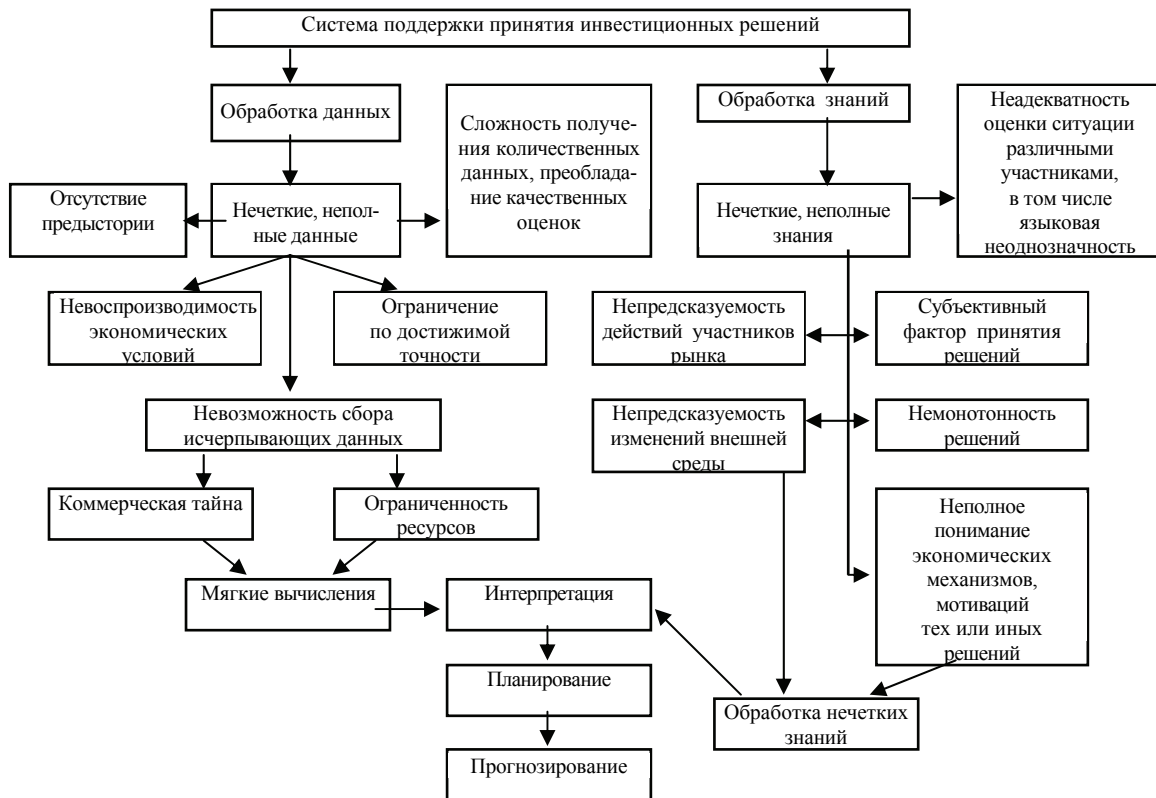 Система поддержки принятия инвестиционных решений
Обработка данных
Обработка знаний
Сложность получе-
ния количественных
данных, преоблада-
ние качественных
оценок
Неадекватность
оценки ситуации
различными
участниками,
в том числе
языковая
неоднозначность
Отсутствие
предыстории
Нечеткие, непол-
ные данные
Нечеткие, неполные
знания
Невоспроизводимость
экономических
условий
Ограничение
по достижимой
точности
Непредсказуемость
действий участников
рынка
Субъективный
фактор принятия
решений
Невозможность сбора
исчерпывающих данных
Непредсказуемость
изменений внешней
среды
Немонотонность
решений
Коммерческая тайна
Ограниченность
ресурсов
Неполное
понимание
экономических
механизмов,
мотиваций
тех или иных
решений
Мягкие вычисления
Интерпретация
Планирование
Обработка нечетких
знаний
Прогнозирование